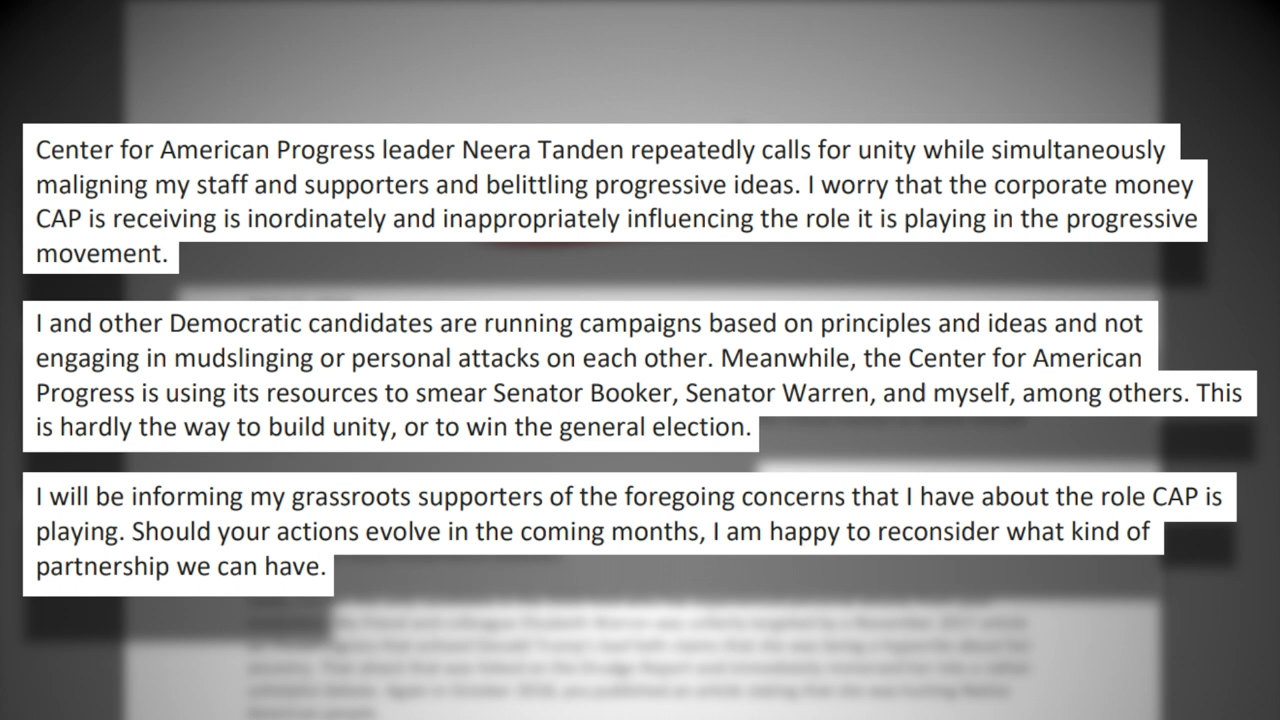 Center for American Progress leader Neera Tanden repeatedly calls for unity while simultaneously
maligning my staff and supporters and belittling progressive ideas. I worry that the corporate money
CAP is receiving is inordinately and inappropriately influencing the role it is playing in the progressive
movement.
I and other Democratic candidates are running campaigns based on principles and ideas and not
engaging in mudslinging or personal attacks on each other. Meanwhile, the Center for American
Progress is using its resources to smear Senator Booker, Senator Warren, and myself, among others. This
is hardly the way to build unity, or to win the general election.
I will be informing my grassroots supporters of the foregoing concerns that I have about the role CAP is
playing. Should your actions evolve in the coming months, I am happy to reconsider what kind of
partnership we can have.